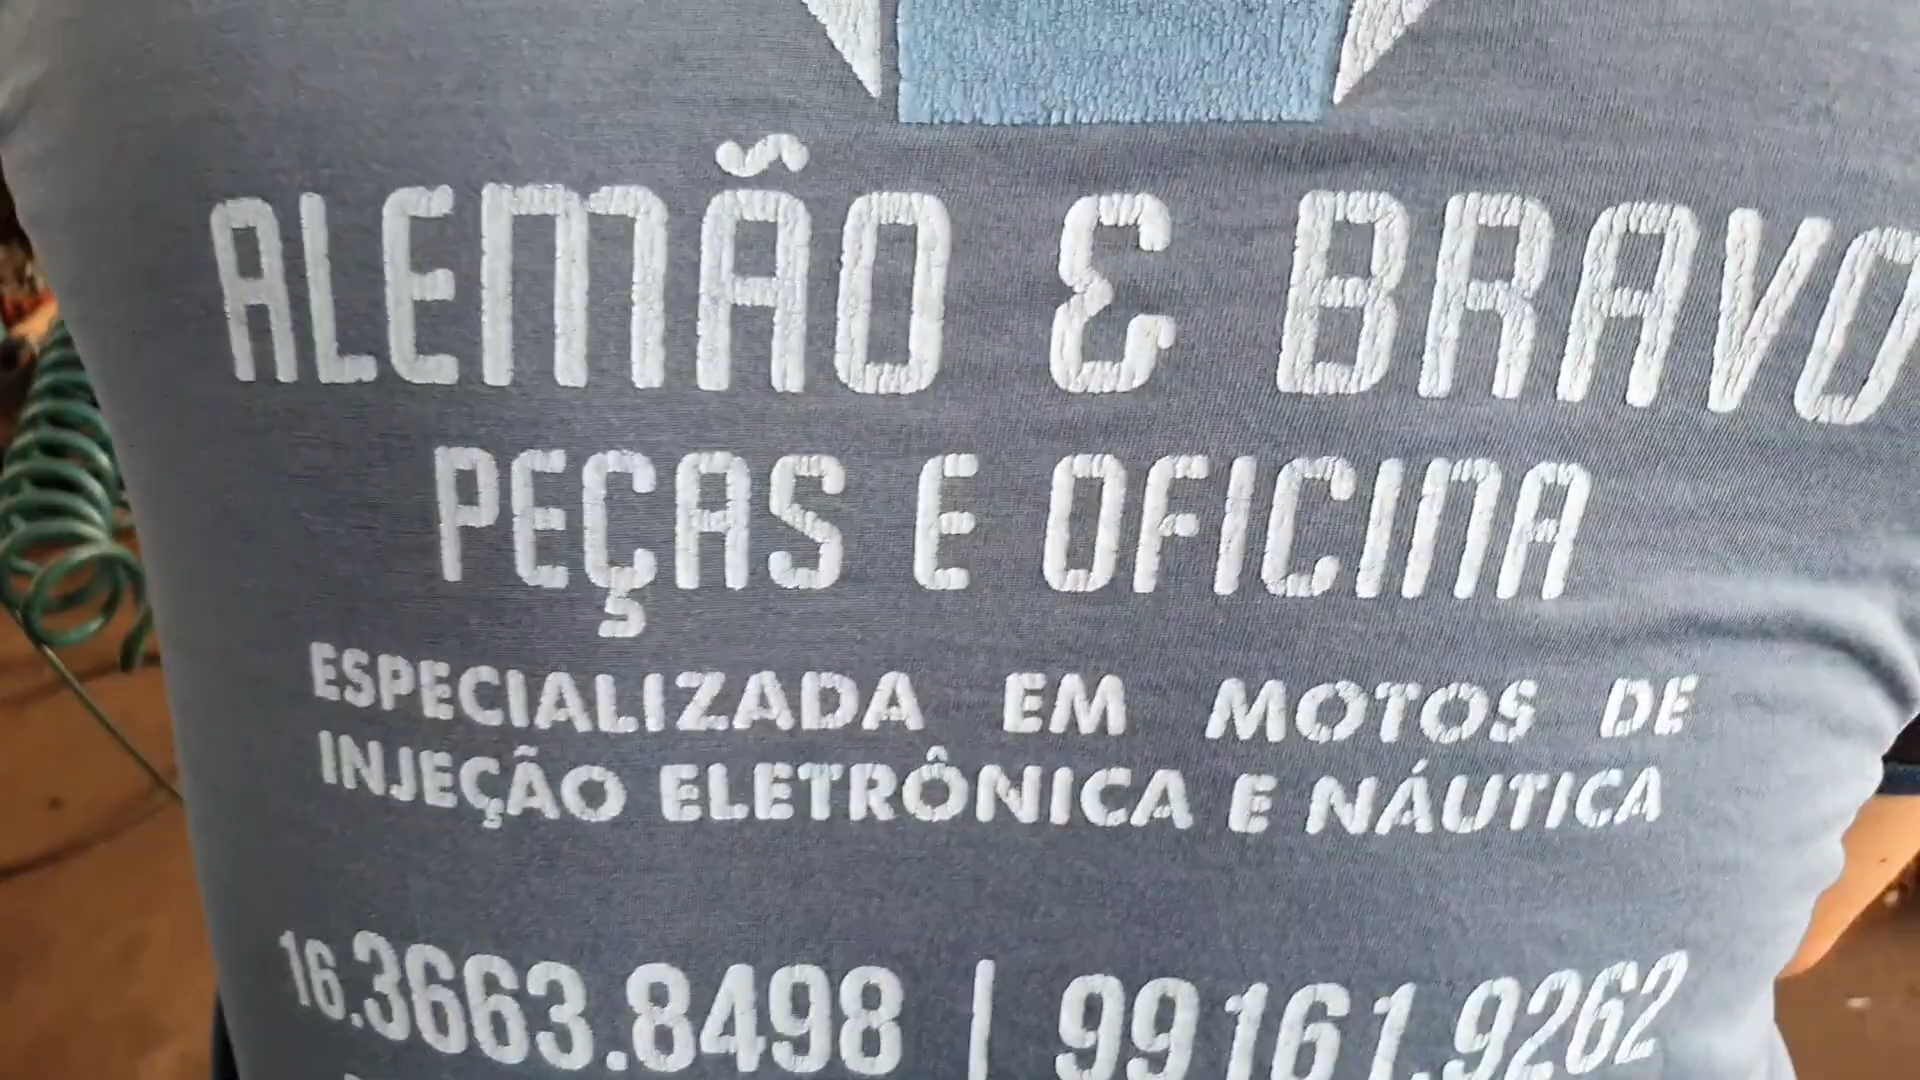 ALEMÃO & BRAVO
PEÇAS E OFICINA
ESPECIALIZADA EM MOTOS DE
INJEÇÃO ELETRÔNICA E NÁUTICA
16.3663.8498 | 99161.9262